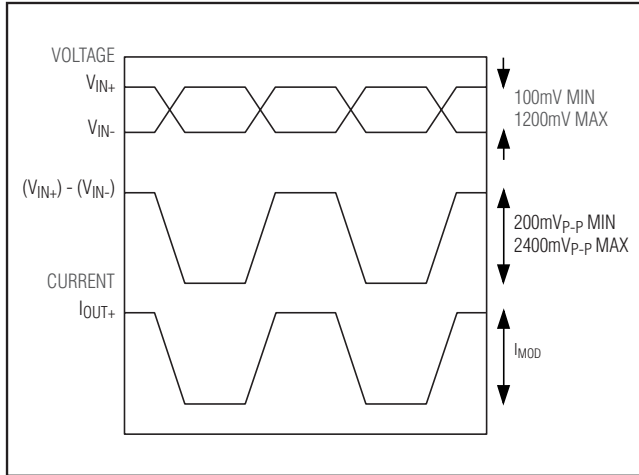 VOLTAGE
VIN+
VIN-
100mV MIN
1200mV MAX
(VIN+) - (VIN-)
200mVP-P MIN
2400mVP-P MAX
CURRENT
IOUT+
IMOD